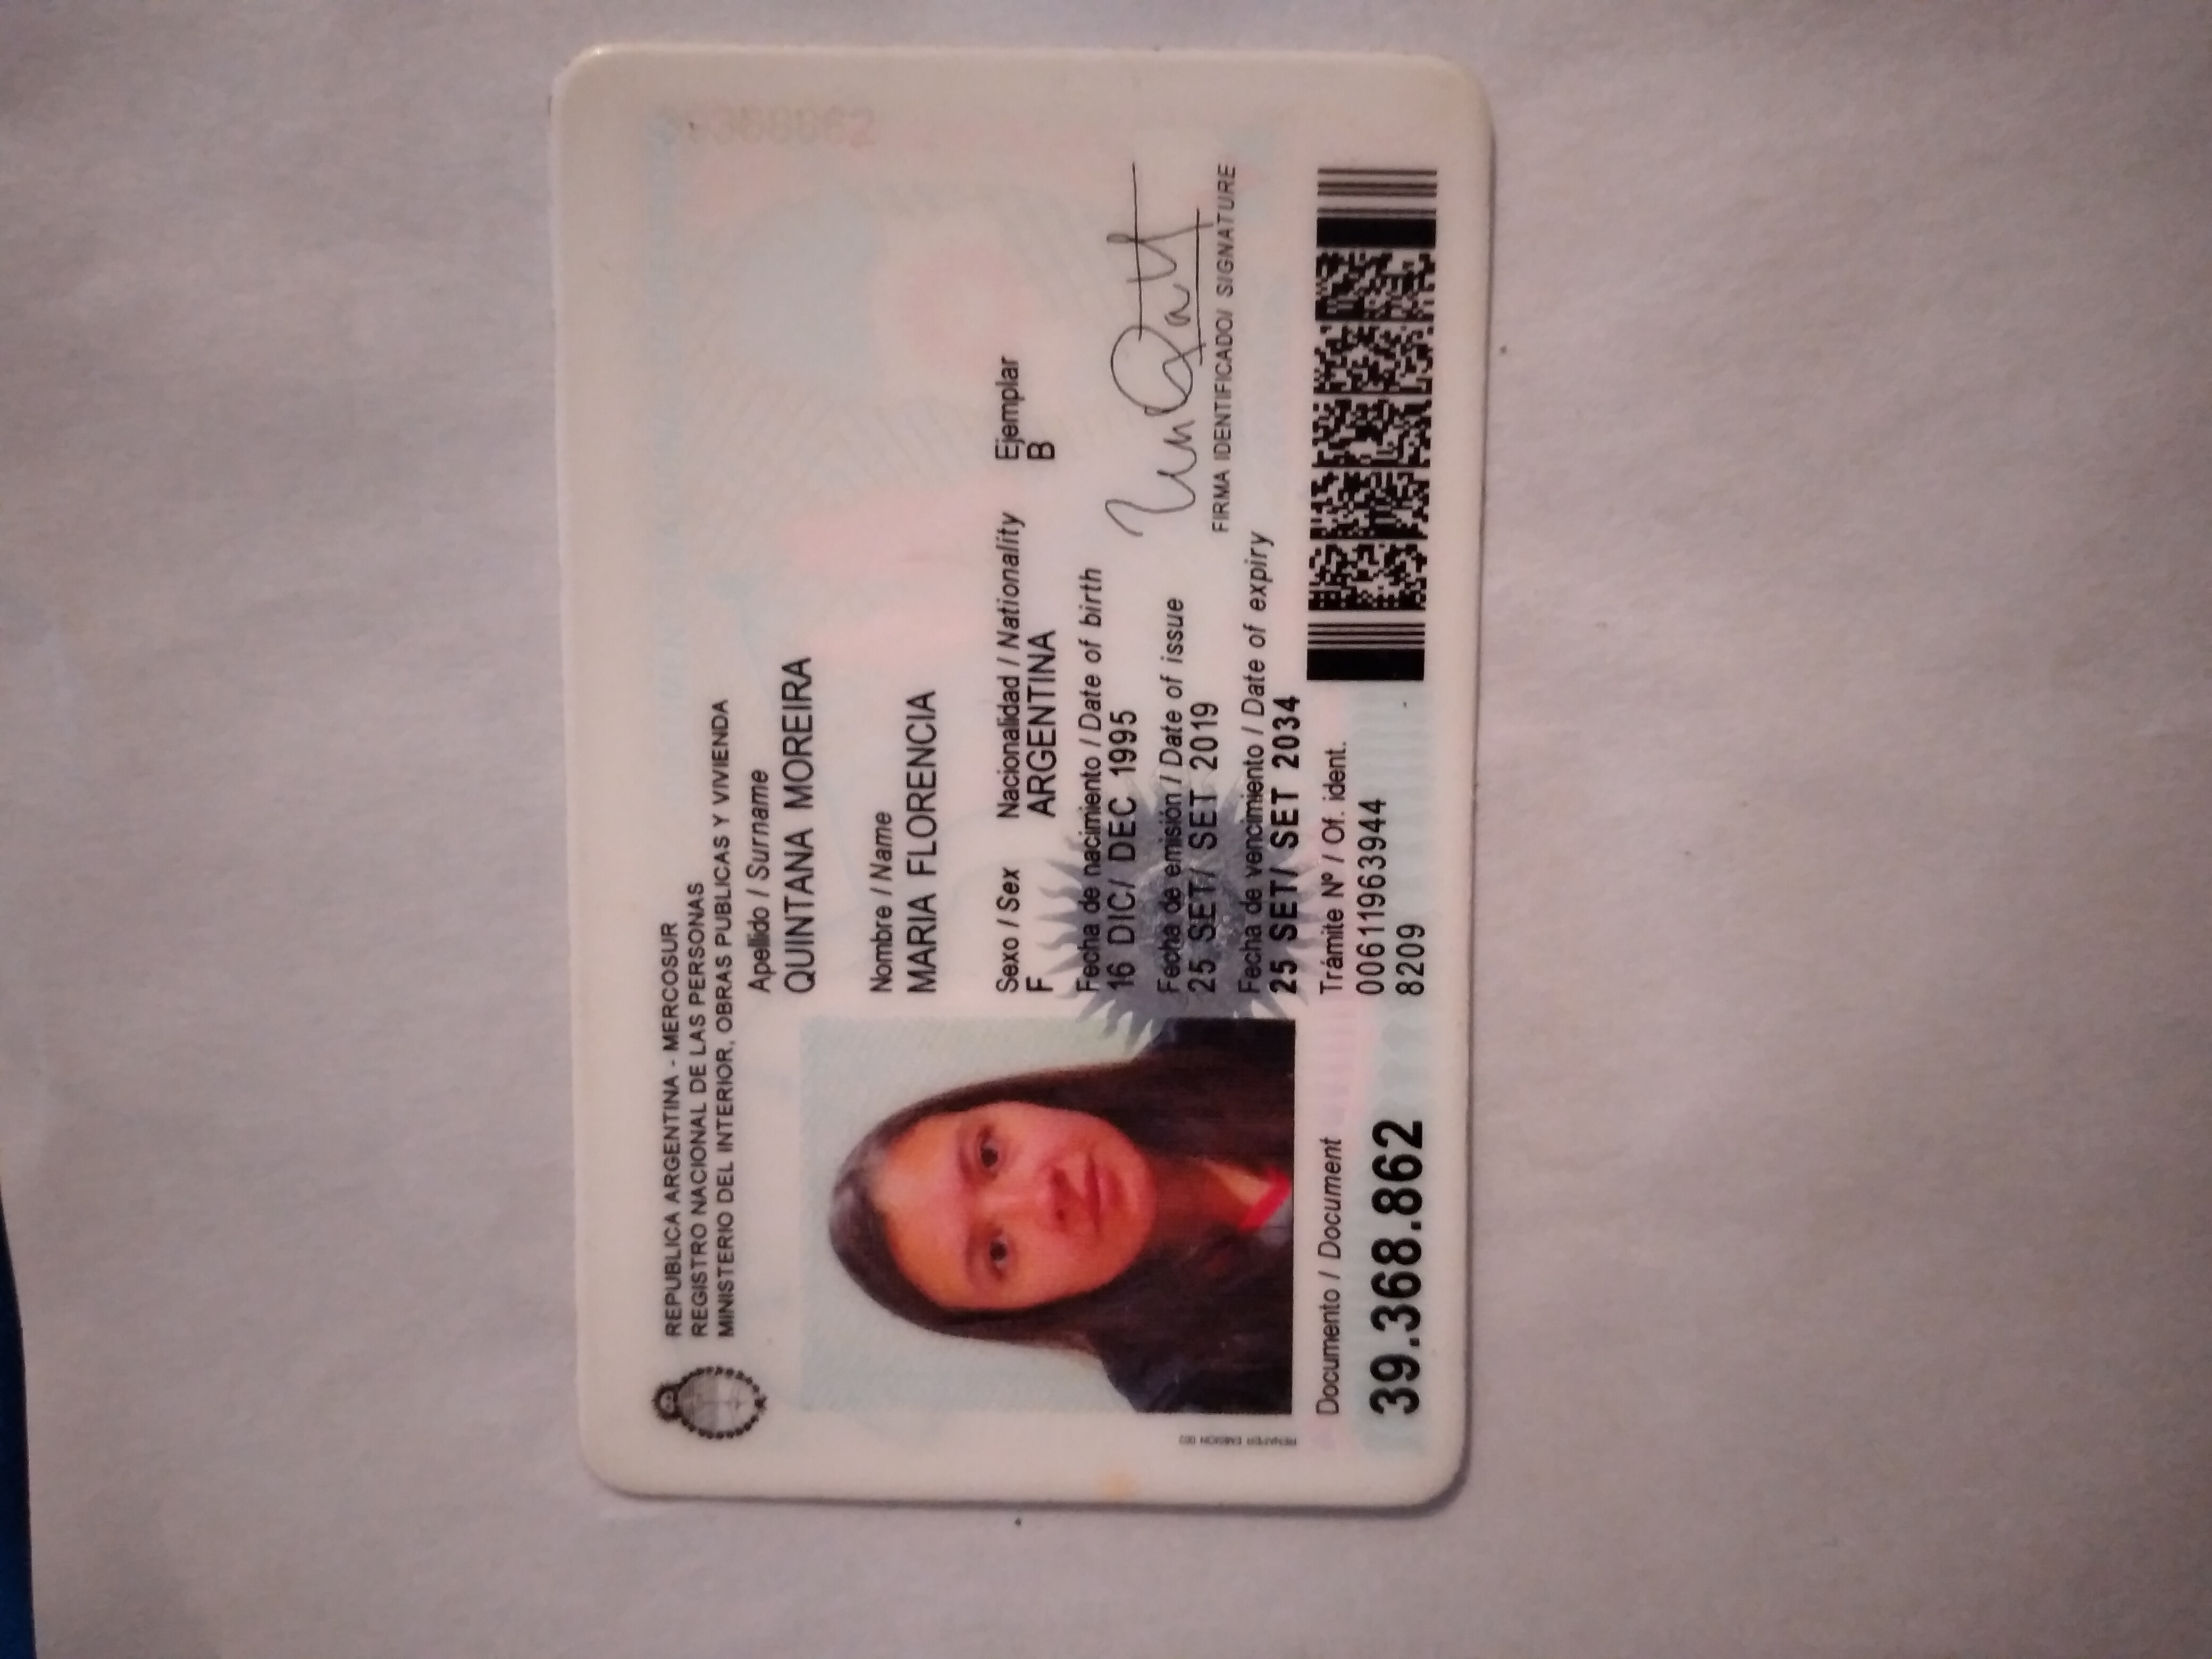 REPUBLICA ARGENTINA - MERCOSUR
REGISTRO NACIONAL DE LAS PERSONAS
MINISTERIO DEL INTERIOR, OBRAS PUBLICAS Y VIVIENDA
Apellido / Surname
QUINTANA MOREIRA
Nombre / Name
MARIA FLORENCIA
Sexo / Sex Nacionalidad / Nationality Ejemplar
F ARGENTINA B
Fecha de nacimiento / Date of birth
16 DIC/ DEC 1995
Fecha de emisión / Date of issue
25 SET/ SET 2019
FIRMA IDENTIFICADO/ SIGNATURE
Fecha de vencimiento / Date of expiry
25 SET/ SET 2034
Documento / Document
39.368.862
Trámite Nº / Of. ident.
00611963944
8209